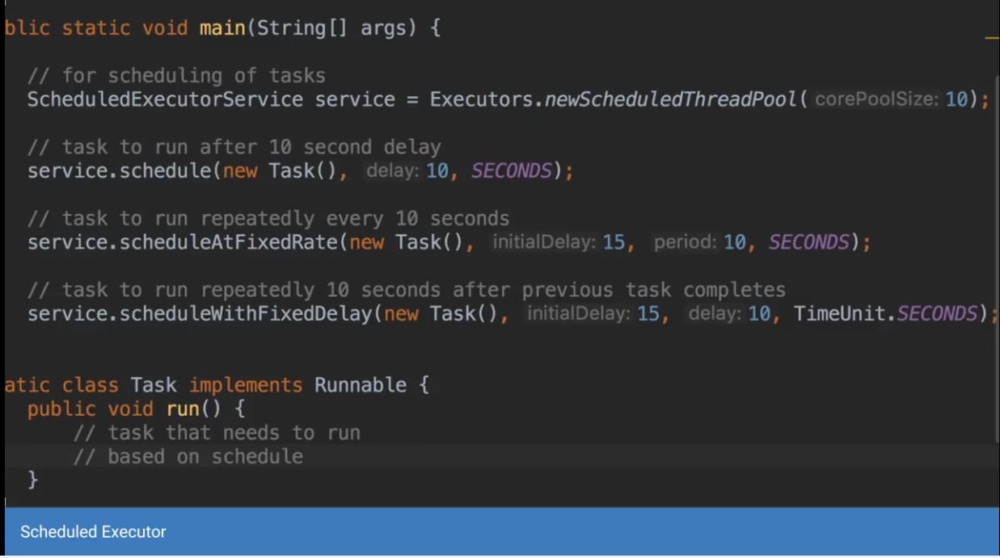 blic static void main(String[] args) {
// for scheduling of tasks
ScheduledExecutorService service = Executors.newScheduledThreadPool( corePoolSize: 10);
// task to run after 10 second delay
service.schedule(new Task(), delay: 10, SECONDS);
// task to run repeatedly every 10 seconds
service.scheduleAtFixedRate(new Task(), initialDelay: 15, period: 10, SECONDS);
// task to run repeatedly 10 seconds after previous task completes
service.scheduleWithFixedDelay(new Task(), initialDelay: 15, delay: 10, TimeUnit.SECONDS);
atic class Task implements Runnable {
public void run() {
// task that needs to run
// based on schedule
}
Scheduled Executor